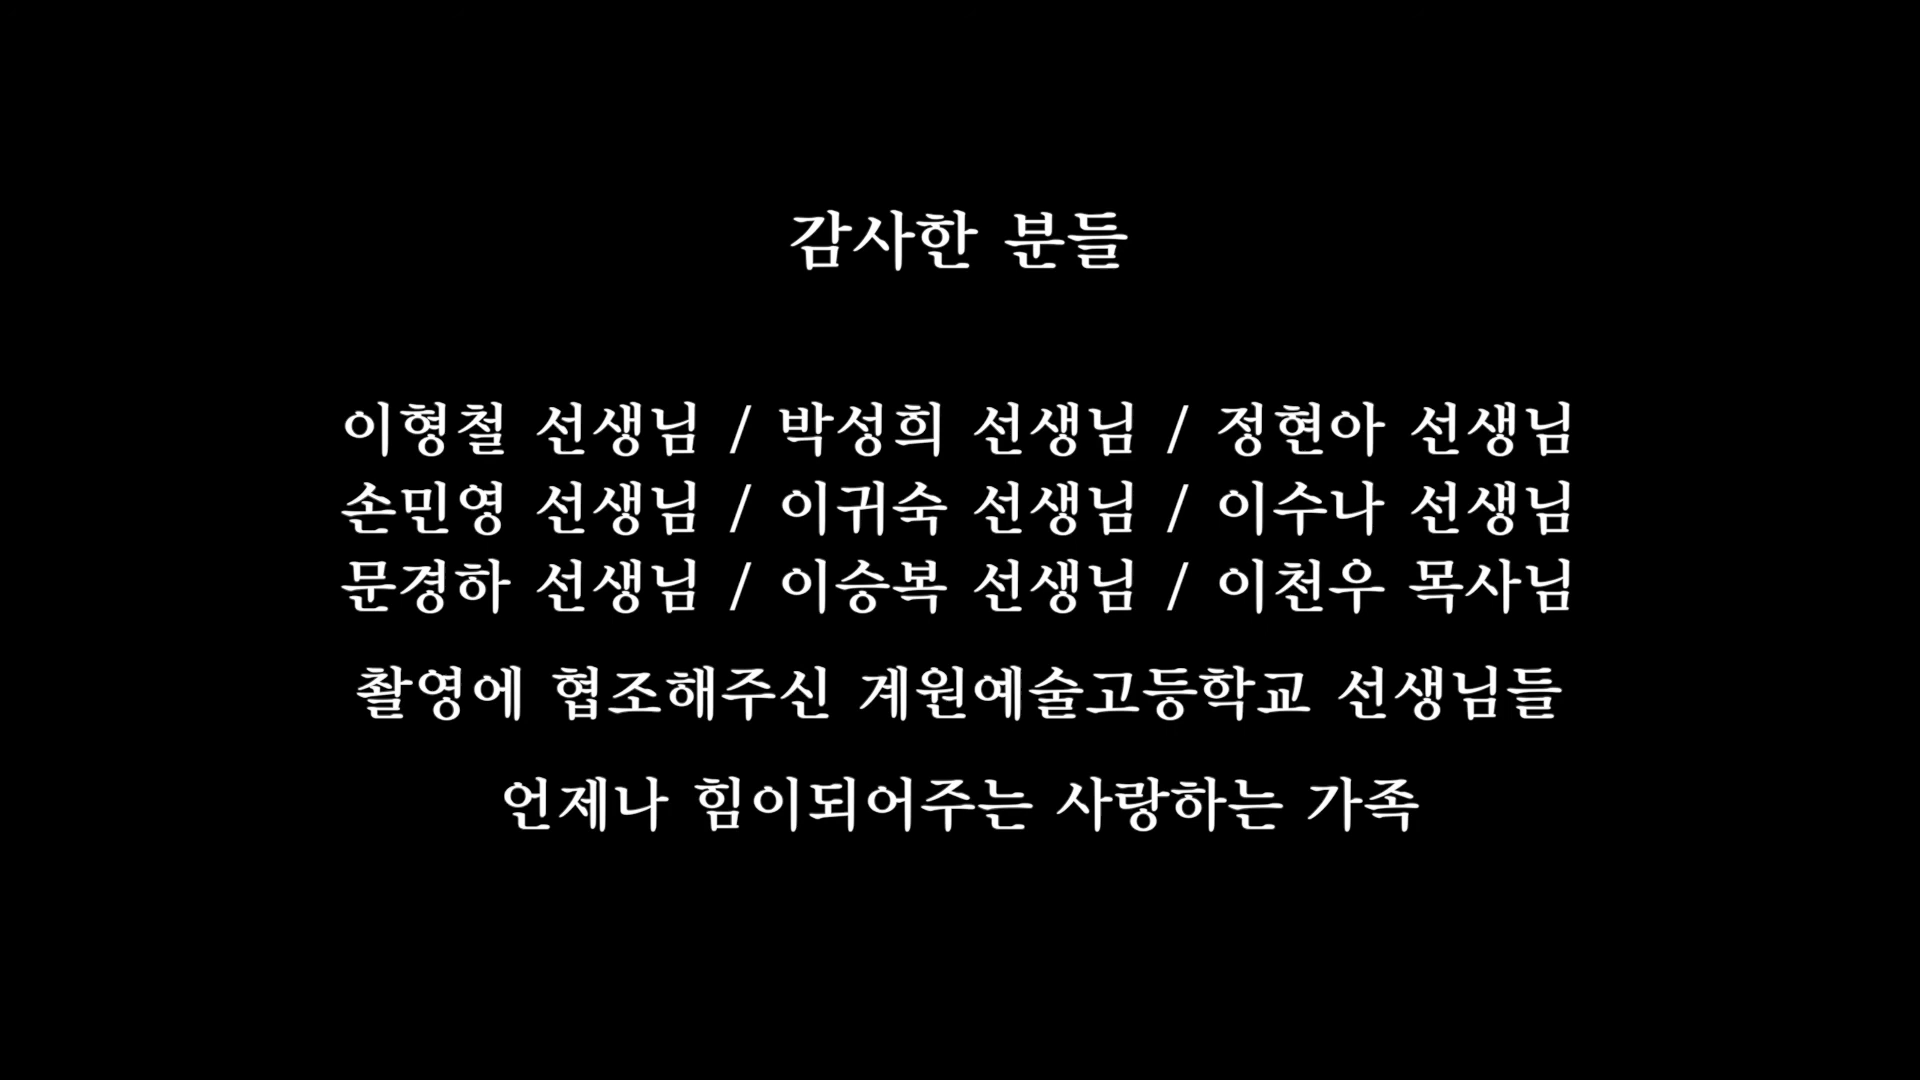 감사한 분들
이형철 선생님 / 박성희 선생님 / 정현아 선생님
손민영 선생님 / 이귀숙 선생님 / 이수나 선생님
문경하 선생님 / 이승복 선생님 / 이천우 목사님
촬영에 협조해주신 계원예술고등학교 선생님들
언제나 힘이되어주는 사랑하는 가족